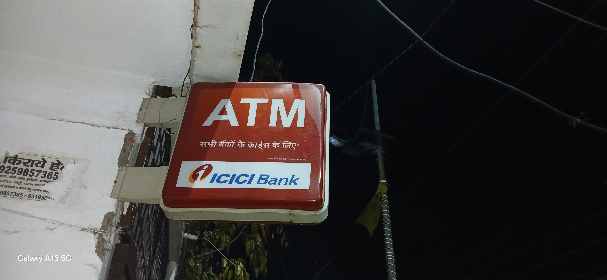 ATM
सभी बैंकों के कार्ड्स के लिए*
ICICI Bank
किराये हे
9259857365
Galaxy A15 5G